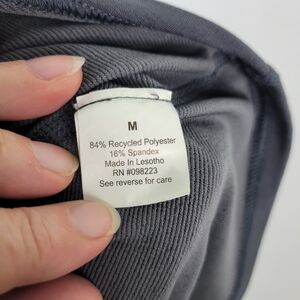 M
84% Recycled Polyester
16% Spandex
Made In Lesotho
RN #098223
See reverse for care